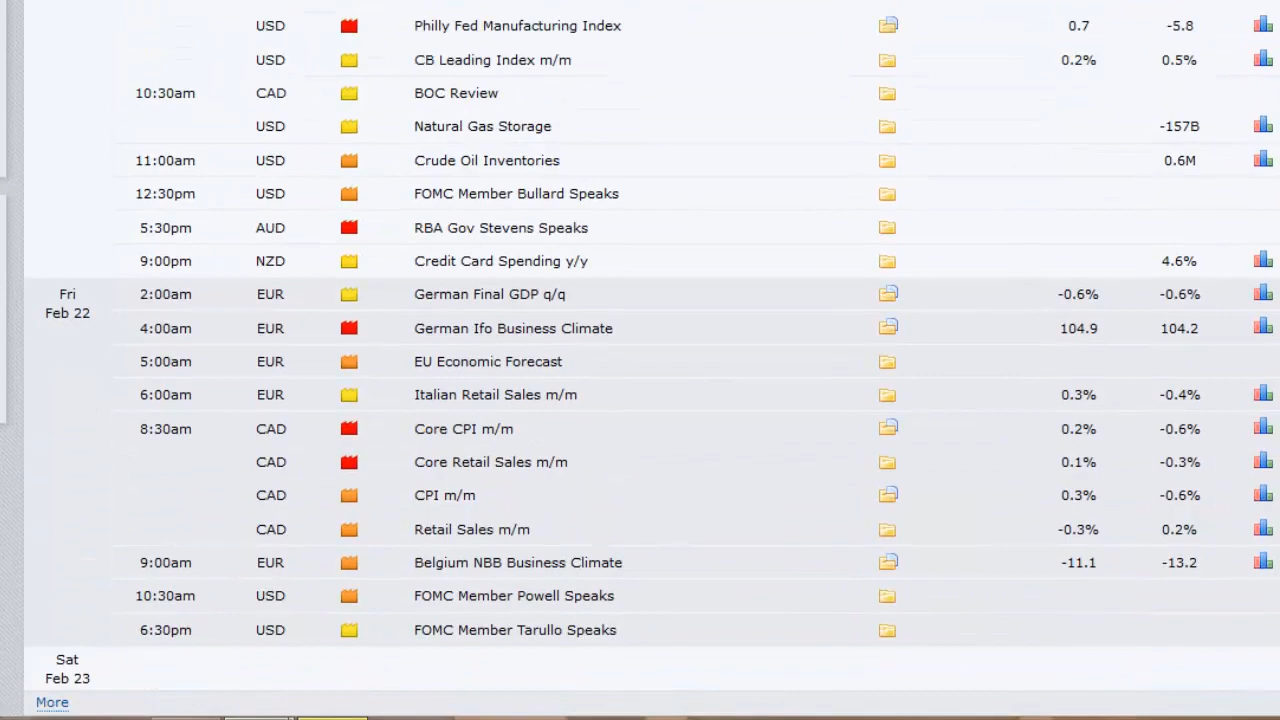 USD Philly Fed Manufacturing Index 0.7 -5.8
USD CB Leading Index m/m 0.2% 0.5%
10:30am CAD BOC Review
USD Natural Gas Storage -157B
11:00am USD Crude Oil Inventories 0.6M
12:30pm USD FOMC Member Bullard Speaks
5:30pm AUD RBA Gov Stevens Speaks
9:00pm NZD Credit Card Spending y/y 4.6%
Fri Feb 22 2:00am EUR German Final GDP q/q -0.6% -0.6%
4:00am EUR German Ifo Business Climate 104.9 104.2
5:00am EUR EU Economic Forecast
6:00am EUR Italian Retail Sales m/m 0.3% -0.4%
8:30am CAD Core CPI m/m 0.2% -0.6%
CAD Core Retail Sales m/m 0.1% -0.3%
CAD CPI m/m 0.3% -0.6%
CAD Retail Sales m/m -0.3% 0.2%
9:00am EUR Belgium NBB Business Climate -11.1 -13.2
10:30am USD FOMC Member Powell Speaks
6:30pm USD FOMC Member Tarullo Speaks
Sat
Feb 23
More